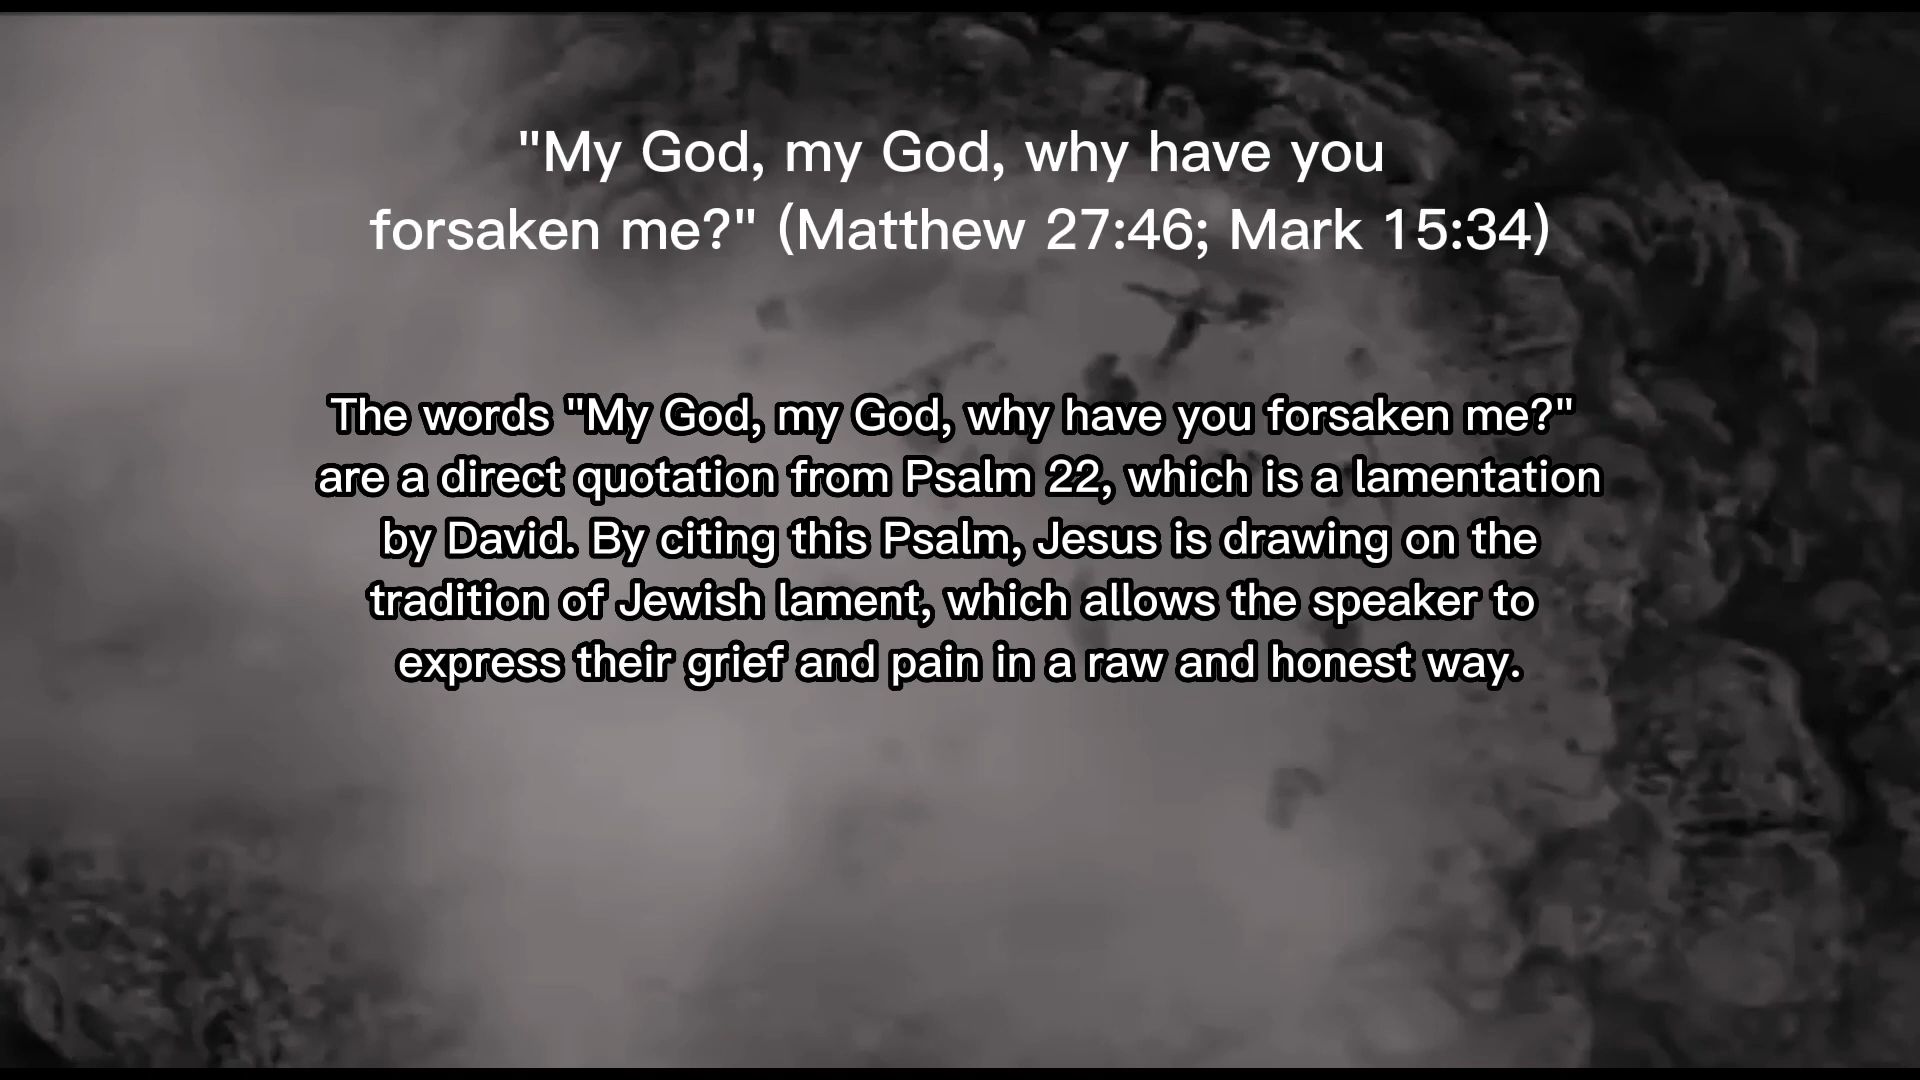 "My God, my God, why have you
forsaken me?" (Matthew 27:46; Mark 15:34)
The words "My God, my God, why have you forsaken me?"
are a direct quotation from Psalm 22, which is a lamentation
by David. By citing this Psalm, Jesus is drawing on the
tradition of Jewish lament, which allows the speaker to
express their grief and pain in a raw and honest way.